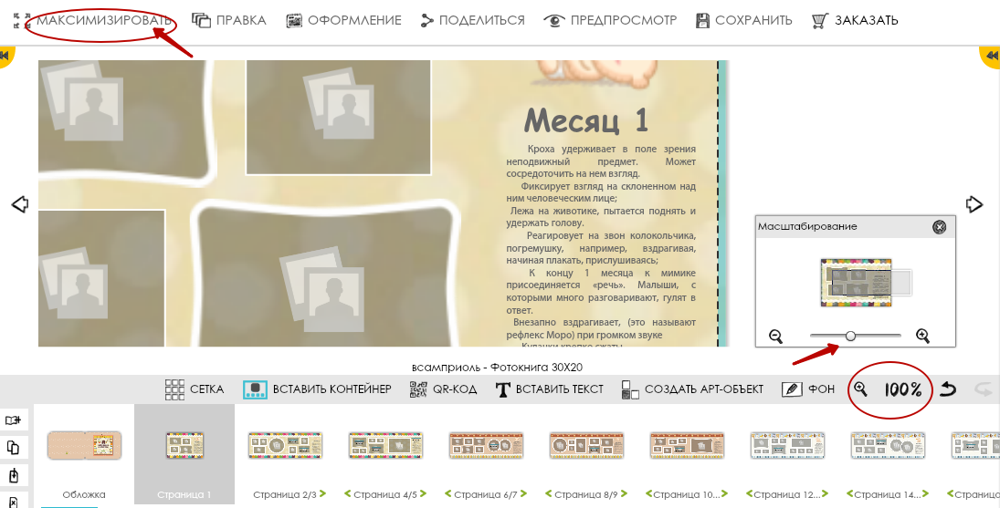 МАКСИМИЗИРОВАТЬ ПРАВКА ОФОРМЛЕНИЕ ПОДЕЛИТЬСЯ ПРЕДПРОСМОТР СОХРАНИТЬ ЗАКАЗАТЬ
Месяц 1
Кроха удерживает в поле зрения
неподвижный предмет. Может
сосредоточить на нем взгляд.
Фиксирует взгляд на склоненном над
ним человеческим лице;
Лежа на животике, пытается поднять и
удержать голову.
Реагирует на звон колокольчика,
погремушку, например, вздрагивая,
начиная плакать, прислушиваясь;
К концу 1 месяца к мимике
присоединяется «речь». Малыши, с
которыми много разговаривают, гулят в
ответ.
Внезапно вздрагивает, (это называют
рефлекс Моро) при громком звуке
Кулачки крепко сжаты
Масштабирование
всамприоль - Фотокнига 30X20
СЕТКА ВСТАВИТЬ КОНТЕЙНЕР QR-КОД ВСТАВИТЬ ТЕКСТ СОЗДАТЬ АРТ-ОБЪЕКТ ФОН 100%
Обложка Страница 1 Страница 2/3 Страница 4/5 Страница 6/7 Страница 8/9 Страница 10... Страница 12... Страница 14... Страница